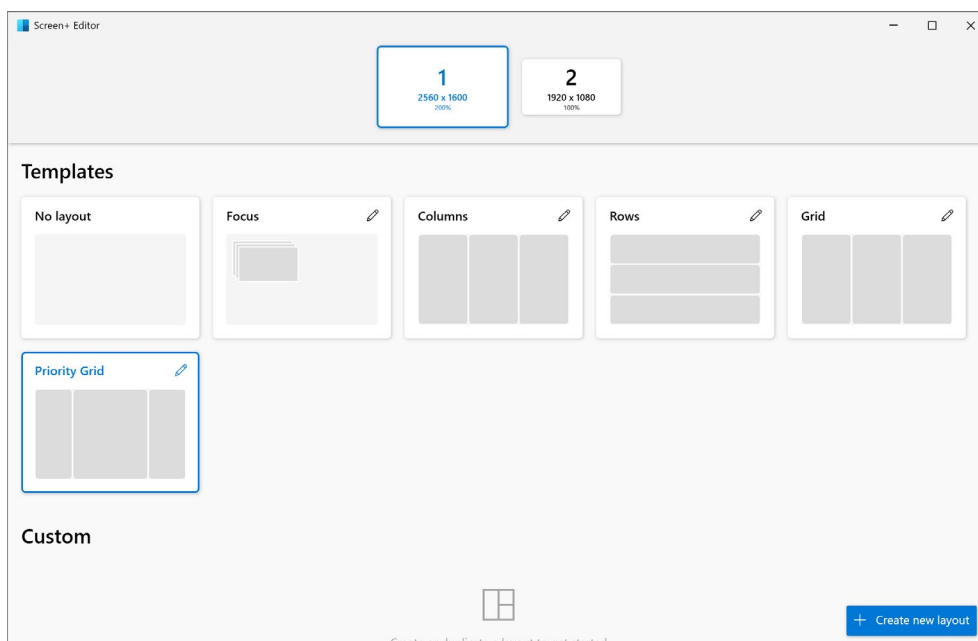 Screen+ Editor
1
2560 x 1600
200%
2
1920 x 1080
100%
Templates
No layout
Focus
Columns
Rows
Grid
Priority Grid
Custom
Create new layout